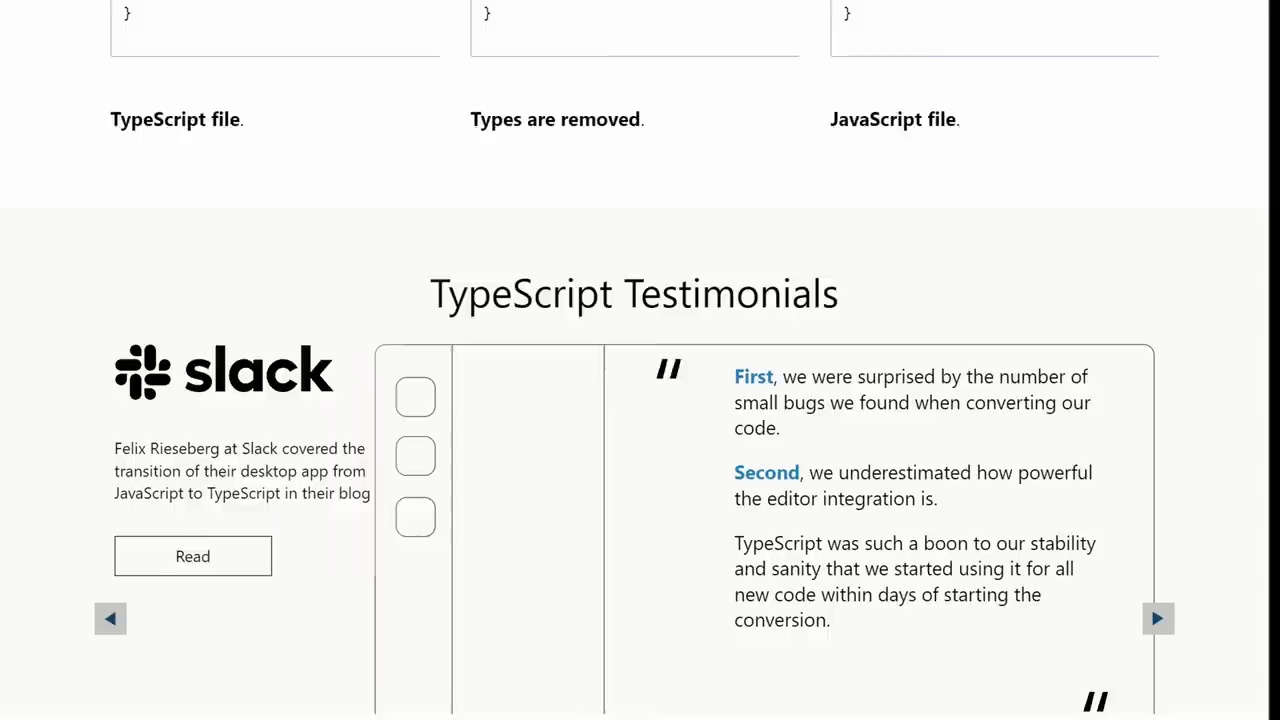 }
}
}
TypeScript file.
Types are removed.
JavaScript file.
TypeScript Testimonials
slack
Felix Rieseberg at Slack covered the
transition of their desktop app from
JavaScript to TypeScript in their blog
Read
"
First, we were surprised by the number of
small bugs we found when converting our
code.
Second, we underestimated how powerful
the editor integration is.
TypeScript was such a boon to our stability
and sanity that we started using it for all
new code within days of starting the
conversion.
"